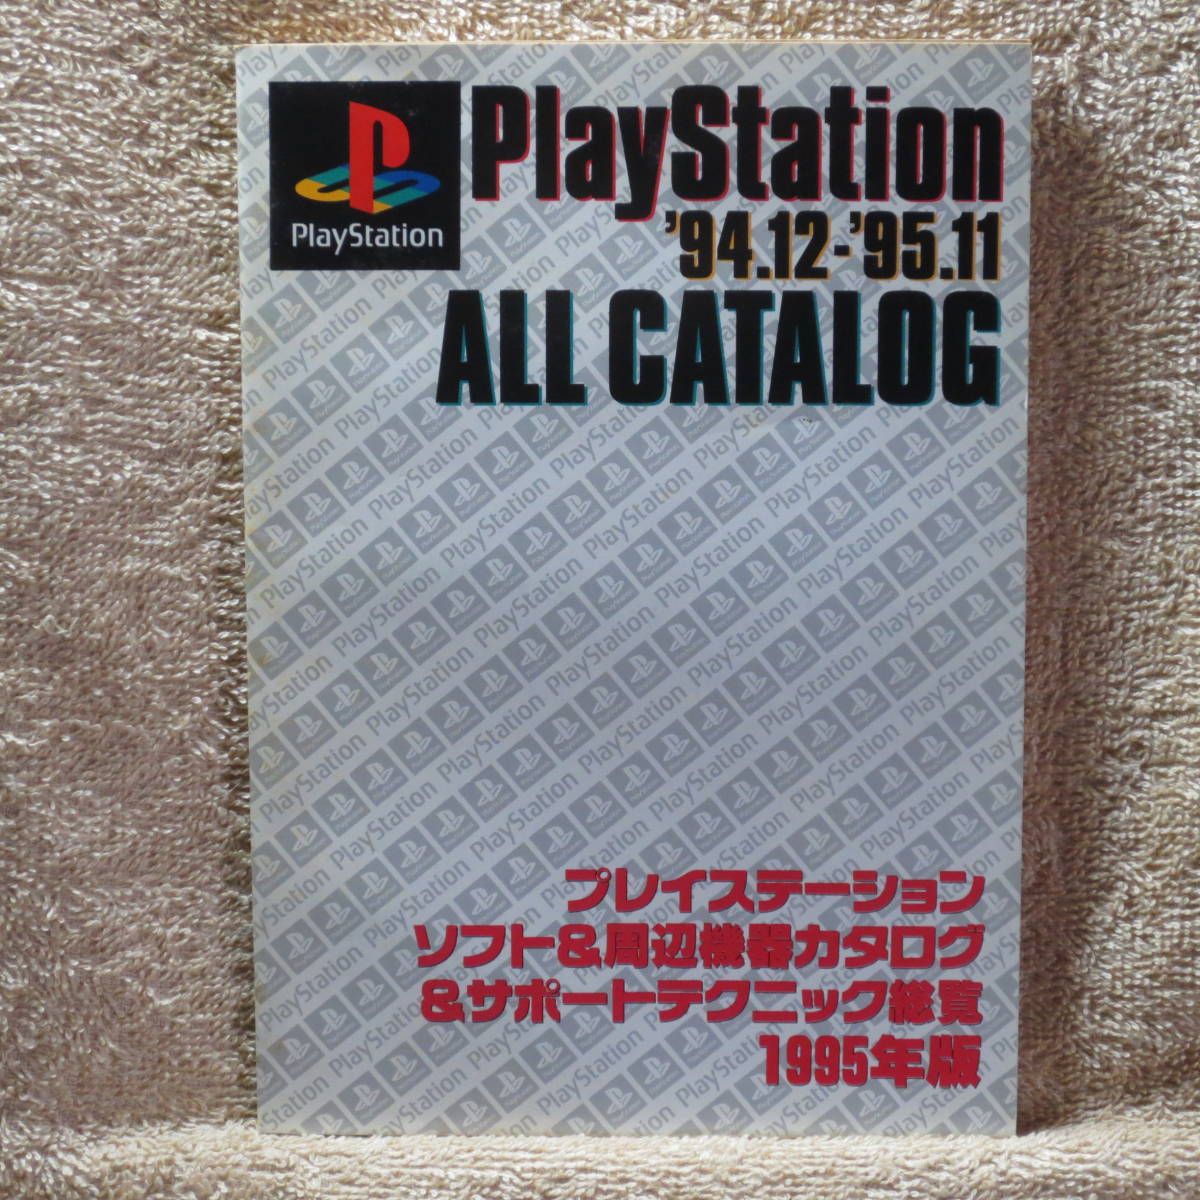 PlayStation
PlayStation
'94.12-'95.11
ALL CATALOG
プレイステーション
ソフト&周辺機器カタログ
&サポートテクニック総覧
1995年版